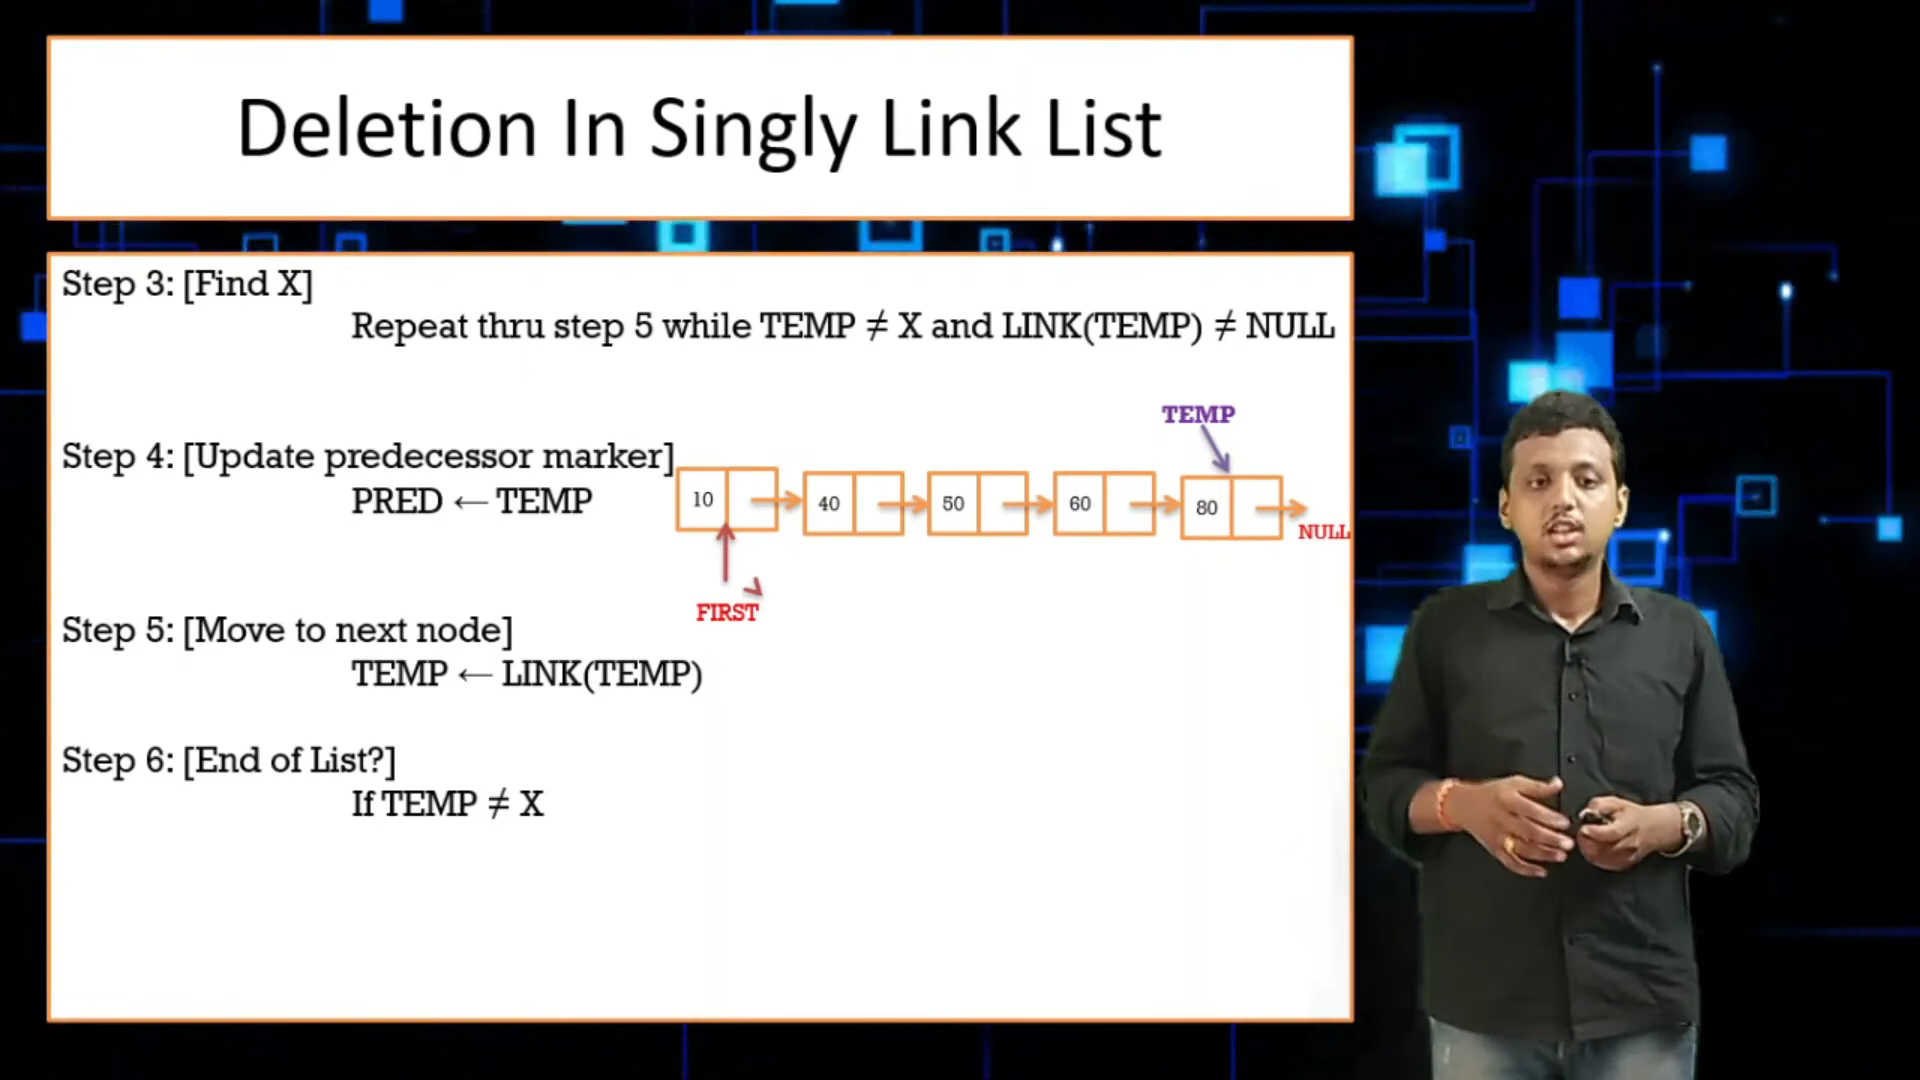 Deletion In Singly Link List
Step 3: [Find X]
Repeat thru step 5 while TEMP ≠ X and LINK(TEMP) ≠ NULL
TEMP
Step 4: [Update predecessor marker]
PRED ← TEMP
10 40 50 60 80
NULL
FIRST
Step 5: [Move to next node]
TEMP ← LINK(TEMP)
Step 6: [End of List?]
If TEMP ≠ X